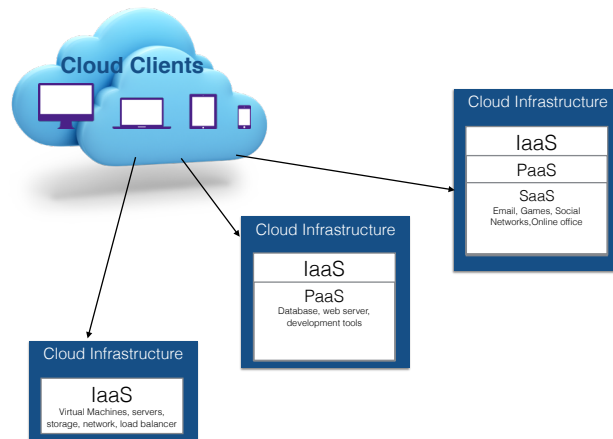 Cloud Clients
Cloud Infrastructure
IaaS
PaaS
SaaS
Email, Games, Social
Networks,Online office
Cloud Infrastructure
IaaS
PaaS
Database, web server,
development tools
Cloud Infrastructure
IaaS
Virtual Machines, servers,
storage, network, load balancer